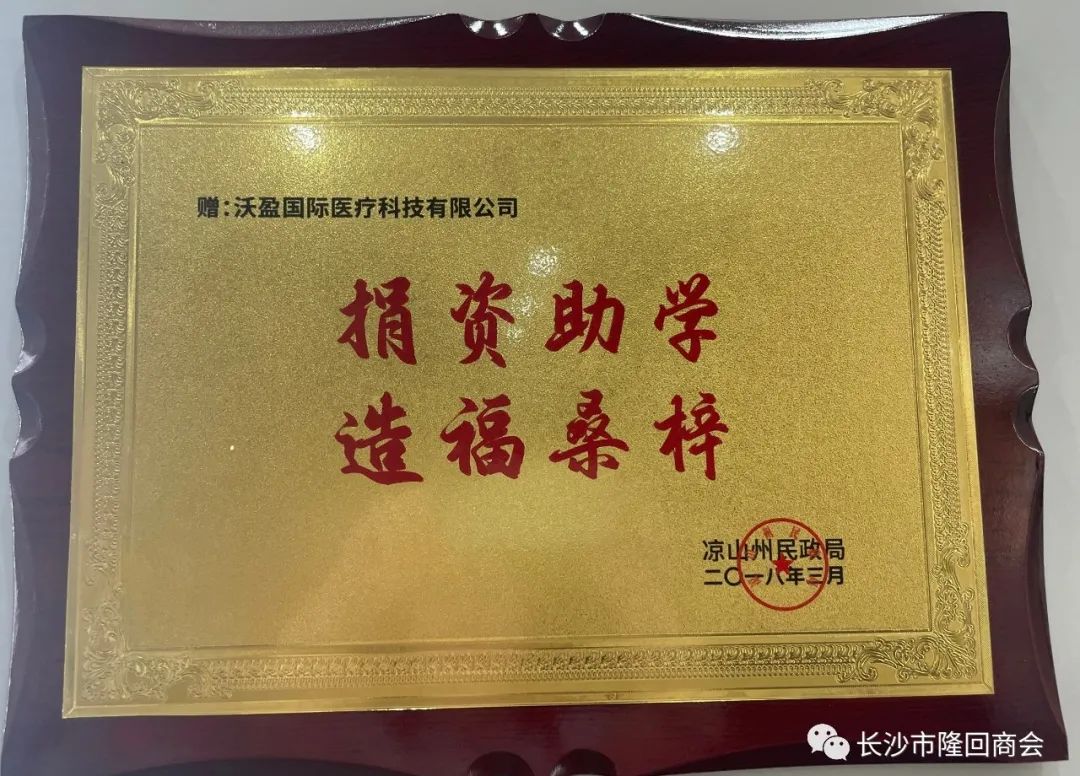 赠:沃盈国际医疗科技有限公司
捐资助学
造福桑梓
凉山州民政局
二〇一八年三月
长沙市隆回商会